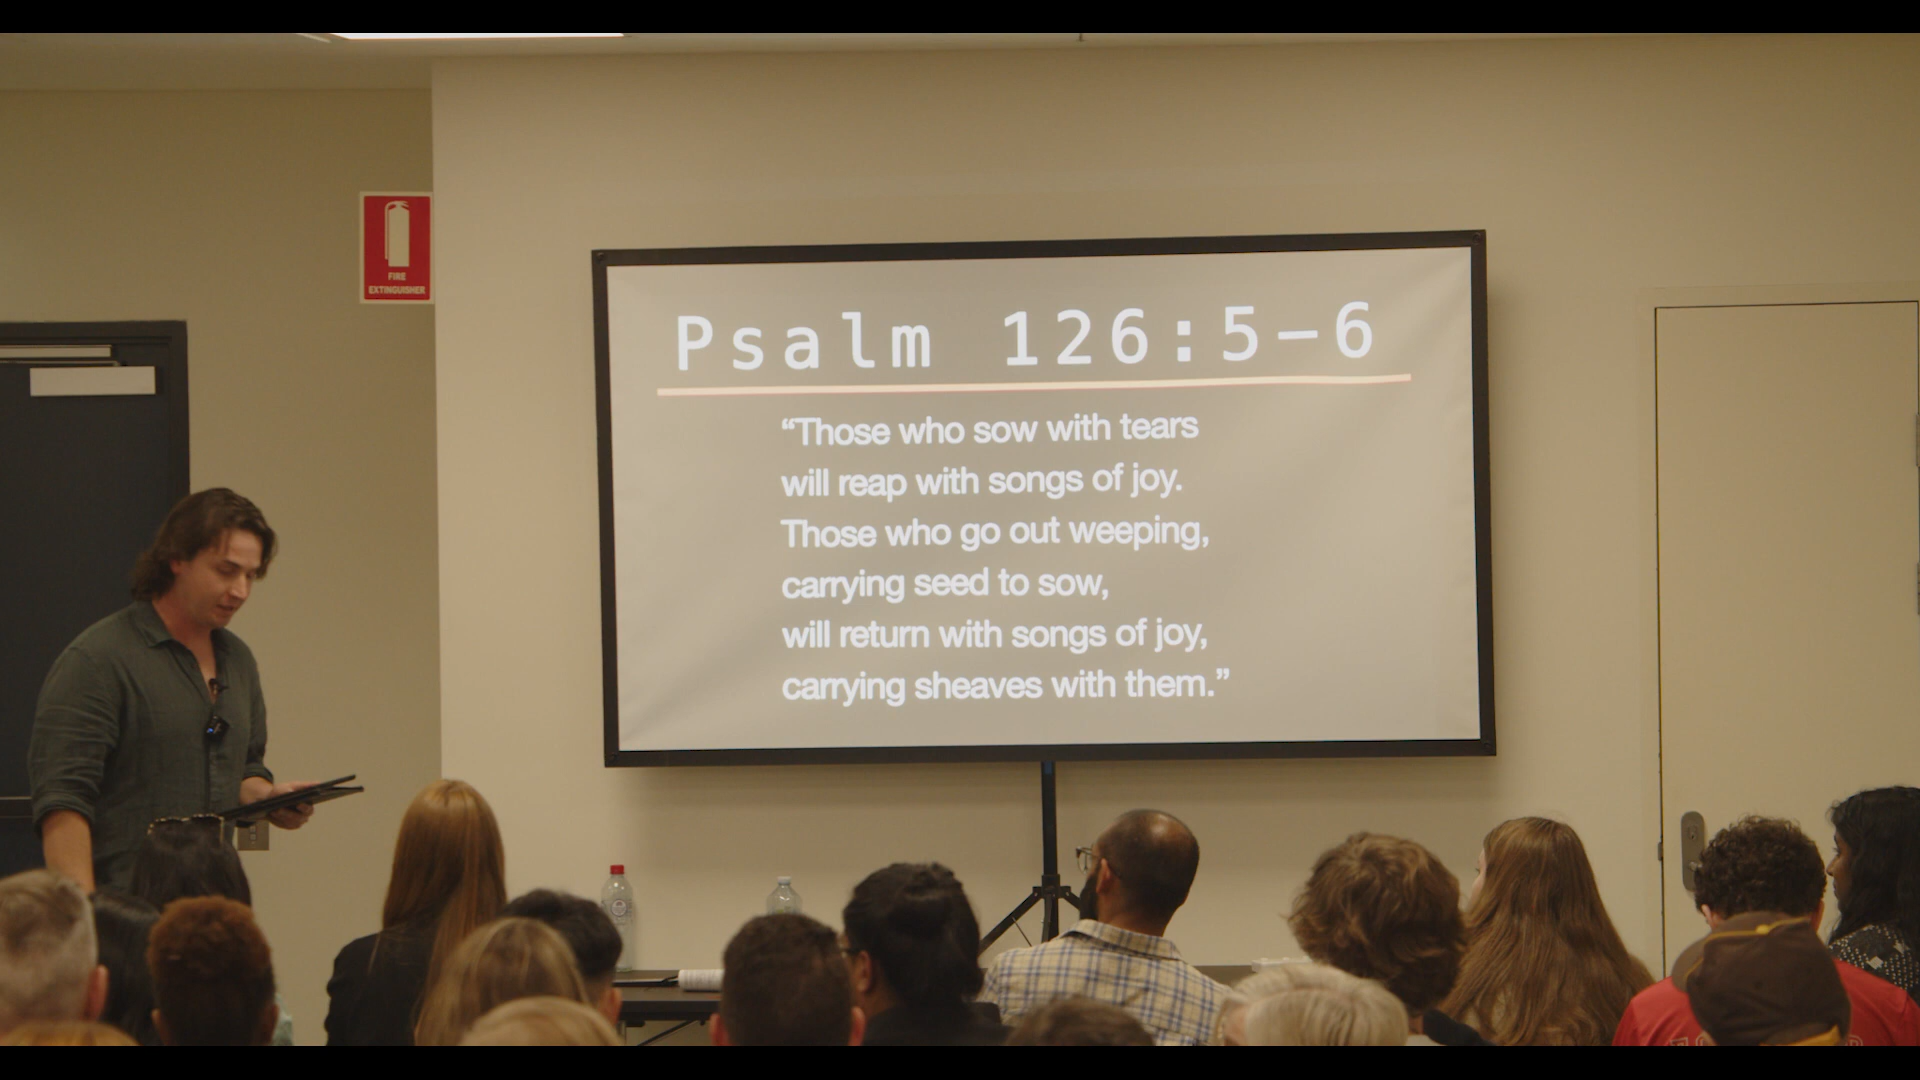 FIRE
EXTINGUISHER
Psalm 126:5–6
“Those who sow with tears
will reap with songs of joy.
Those who go out weeping,
carrying seed to sow,
will return with songs of joy,
carrying sheaves with them.”